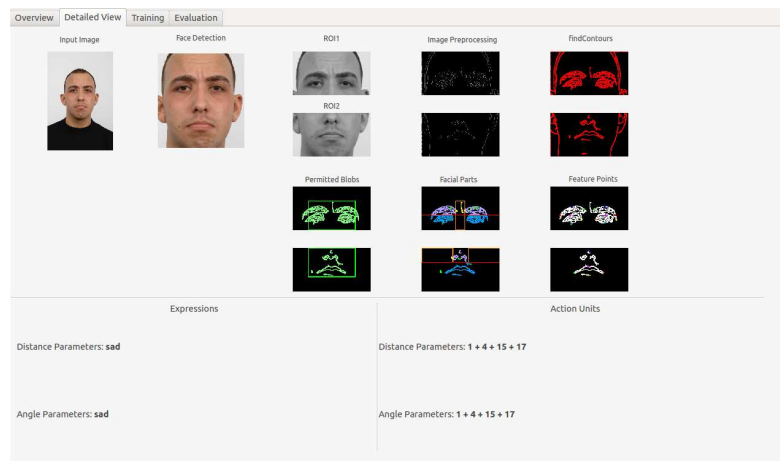 Overview Detailed View Training Evaluation
Input Image Face Detection ROI1 Image Preprocessing findContours
ROI2
Permitted Blobs Facial Parts Feature Points
Expressions Action Units
Distance Parameters: sad Distance Parameters: 1 + 4 + 15 + 17
Angle Parameters: sad Angle Parameters: 1 + 4 + 15 + 17